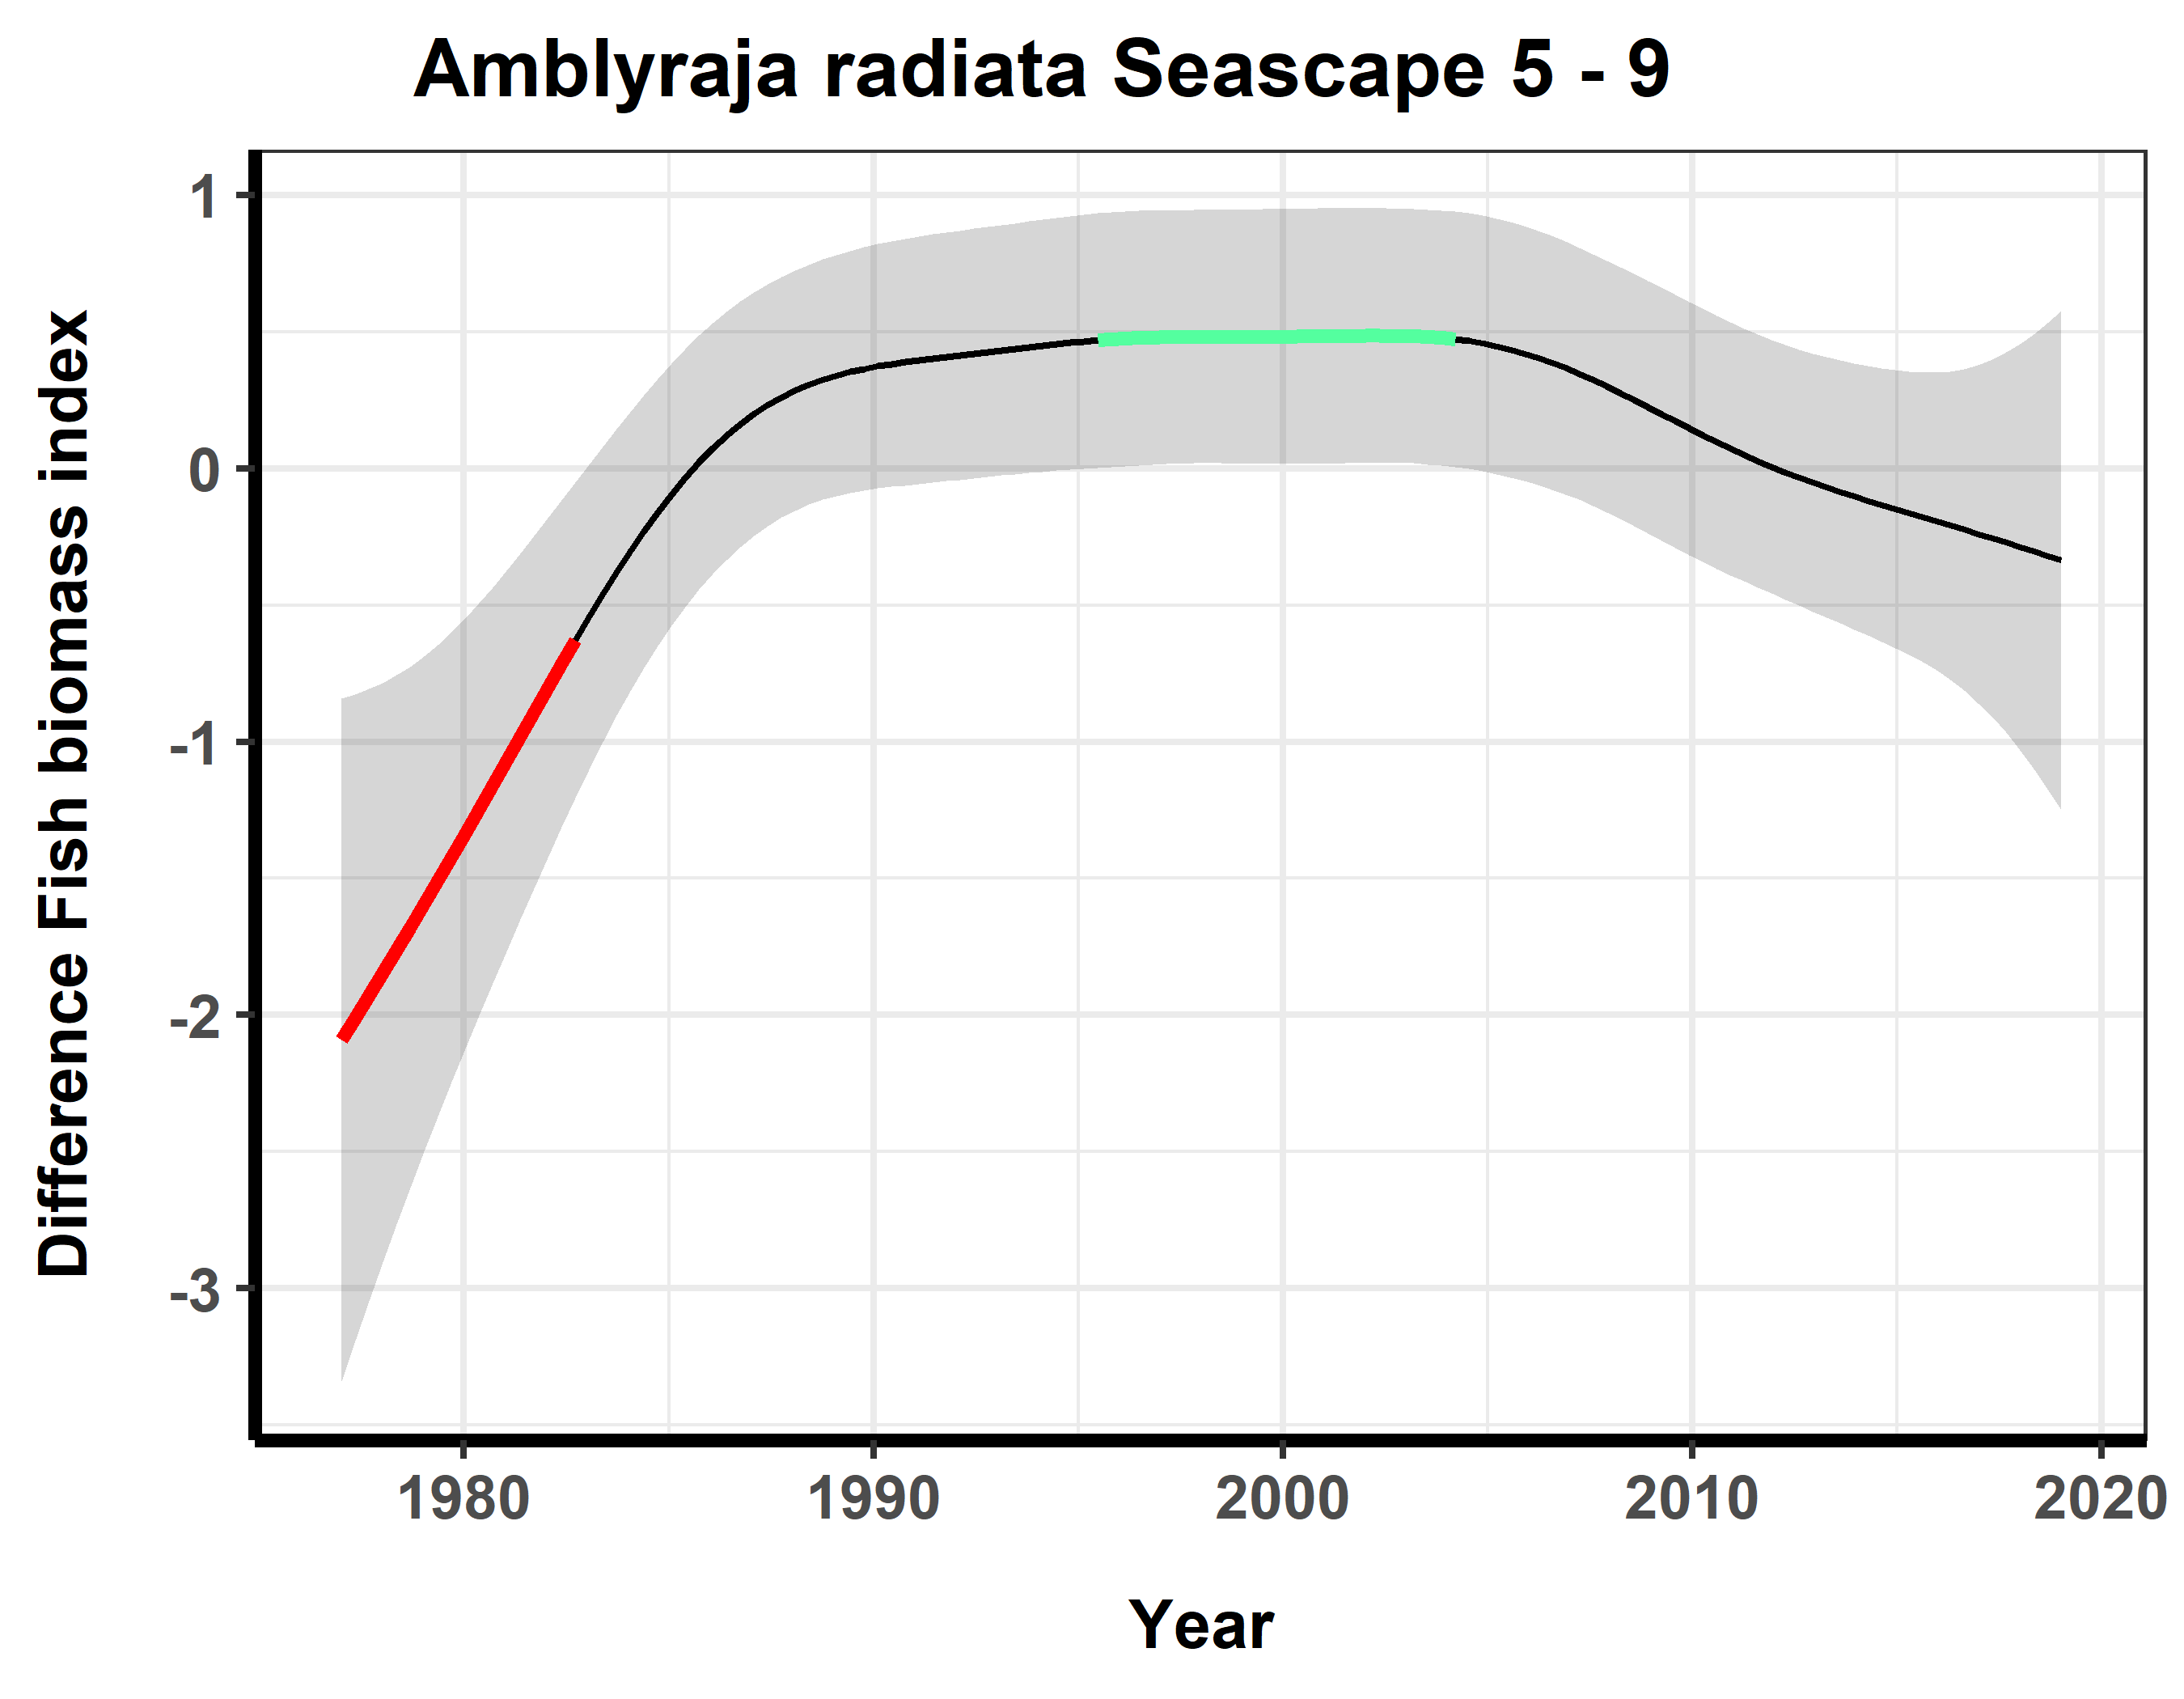 Amblyraja radiata Seascape 5 - 9
Difference Fish biomass index
1
0
-1
-2
-3
1980 1990 2000 2010 2020
Year